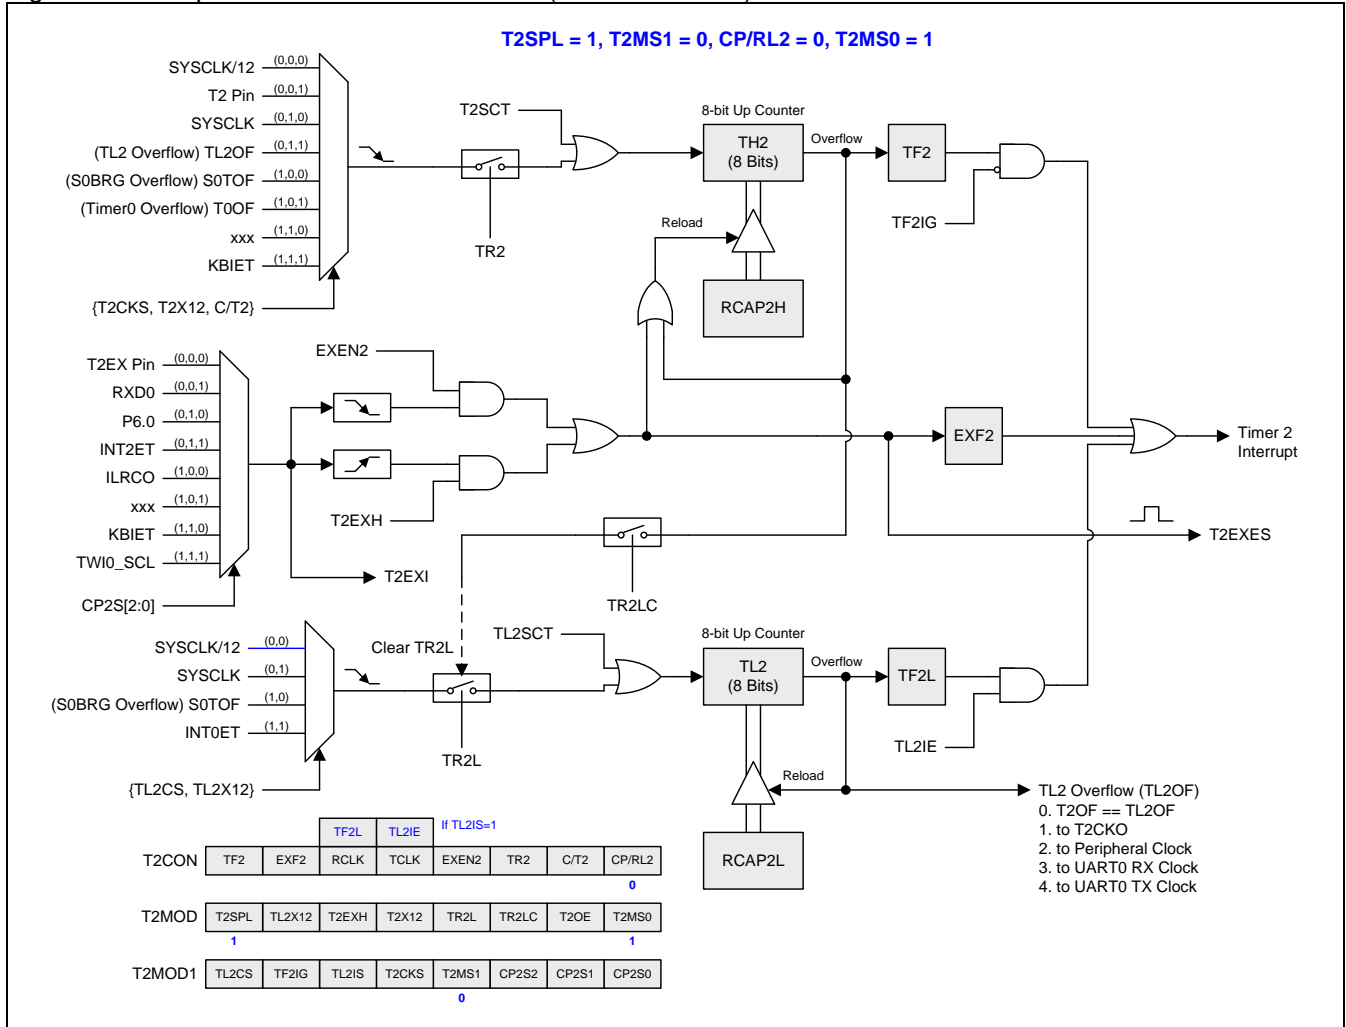 T2SPL = 1, T2MS1 = 0, CP/RL2 = 0, T2MS0 = 1
SYSCLK/12 (0,0,0)
T2 Pin (0,0,1)
SYSCLK (0,1,0)
(TL2 Overflow) TL2OF (0,1,1)
(S0BRG Overflow) S0TOF (1,0,0)
(Timer0 Overflow) T0OF (1,0,1)
xxx (1,1,0)
KBIET (1,1,1)
{T2CKS, T2X12, C/T2}
TR2
T2SCT
8-bit Up Counter
TH2
(8 Bits)
Overflow
TF2
TF2IG
Reload
RCAP2H
T2EX Pin (0,0,0)
RXD0 (0,0,1)
P6.0 (0,1,0)
INT2ET (0,1,1)
ILRCO (1,0,0)
xxx (1,0,1)
KBIET (1,1,0)
TWI0_SCL (1,1,1)
CP2S[2:0]
EXEN2
T2EXH
T2EXI
EXF2
Timer 2
Interrupt
T2EXES
TR2LC
SYSCLK/12 (0,0)
SYSCLK (0,1)
(S0BRG Overflow) S0TOF (1,0)
INT0ET (1,1)
{TL2CS, TL2X12}
Clear TR2L
TR2L
TL2SCT
8-bit Up Counter
TL2
(8 Bits)
Overflow
TF2L
TL2IE
Reload
RCAP2L
TL2 Overflow (TL2OF)
0. T2OF == TL2OF
1. to T2CKO
2. to Peripheral Clock
3. to UART0 RX Clock
4. to UART0 TX Clock
TF2L TL2IE If TL2IS=1
T2CON TF2 EXF2 RCLK TCLK EXEN2 TR2 C/T2 CP/RL2
0
T2MOD T2SPL TL2X12 T2EXH T2X12 TR2L TR2LC T2OE T2MS0
1 1
T2MOD1 TL2CS TF2IG TL2IS T2CKS T2MS1 CP2S2 CP2S1 CP2S0
0